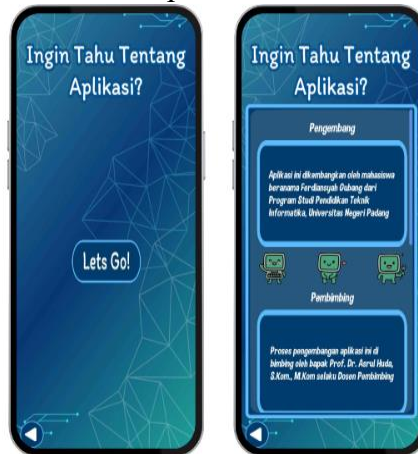 Ingin Tahu Tentang
Aplikasi?
Lets Go!
Ingin Tahu Tentang
Aplikasi?
Pengembang
Aplikasi ini dikembangkan oleh mahasiswa
beranama Ferdiansyah Gubang dari
Program Studi Pendidikan Teknik
Informatika, Universitas Negeri Padang
Pembimbing
Proses pengembangan aplikasi ini di
bimbing oleh bapak Prof. Dr. Asrul Huda,
S.Kom., M.Kom selaku Dosen Pembimbing